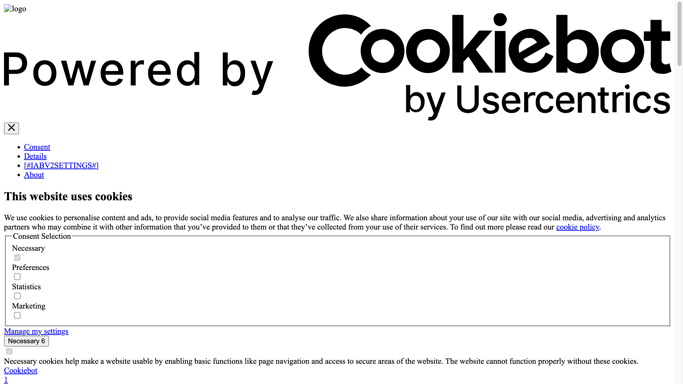 logo
Powered by Cookiebot
by Usercentrics
Consent
Details
[#IABV2SETTINGS#]
About
This website uses cookies
We use cookies to personalise content and ads, to provide social media features and to analyse our traffic. We also share information about your use of our site with our social media, advertising and analytics
partners who may combine it with other information that you've provided to them or that they've collected from your use of their services. To find out more please read our cookie policy.
Consent Selection
Necessary
Preferences
Statistics
Marketing
Manage my settings
Necessary 6
Necessary cookies help make a website usable by enabling basic functions like page navigation and access to secure areas of the website. The website cannot function properly without these cookies.
Cookiebot
1